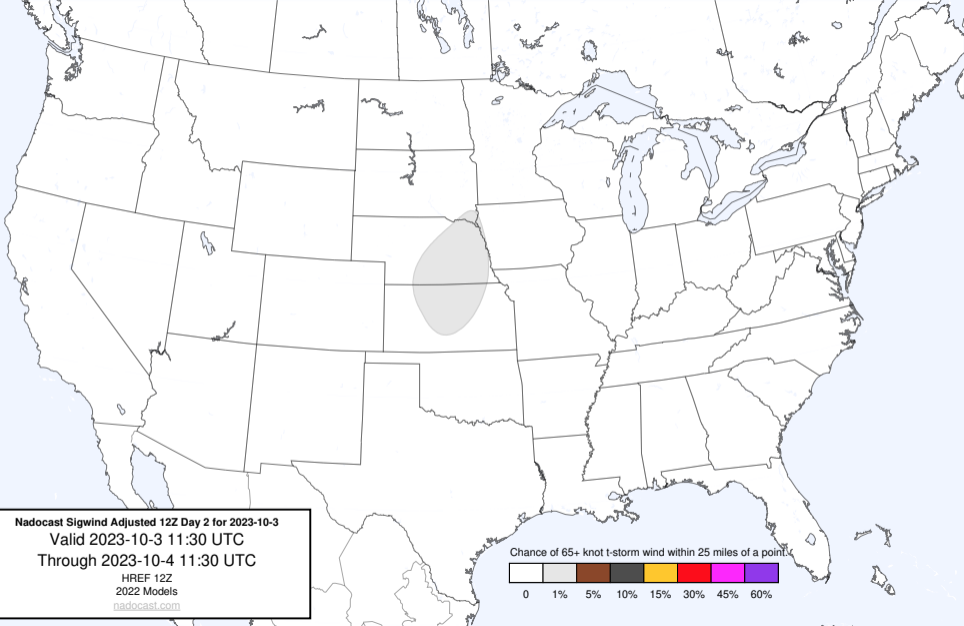 Nadocast Sigwind Adjusted 12Z Day 2 for 2023-10-3
Valid 2023-10-3 11:30 UTC
Through 2023-10-4 11:30 UTC
HREF 12Z
2022 Models
nadocast.com
Chance of 65+ knot t-storm wind within 25 miles of a point.
0 1% 5% 10% 15% 30% 45% 60%